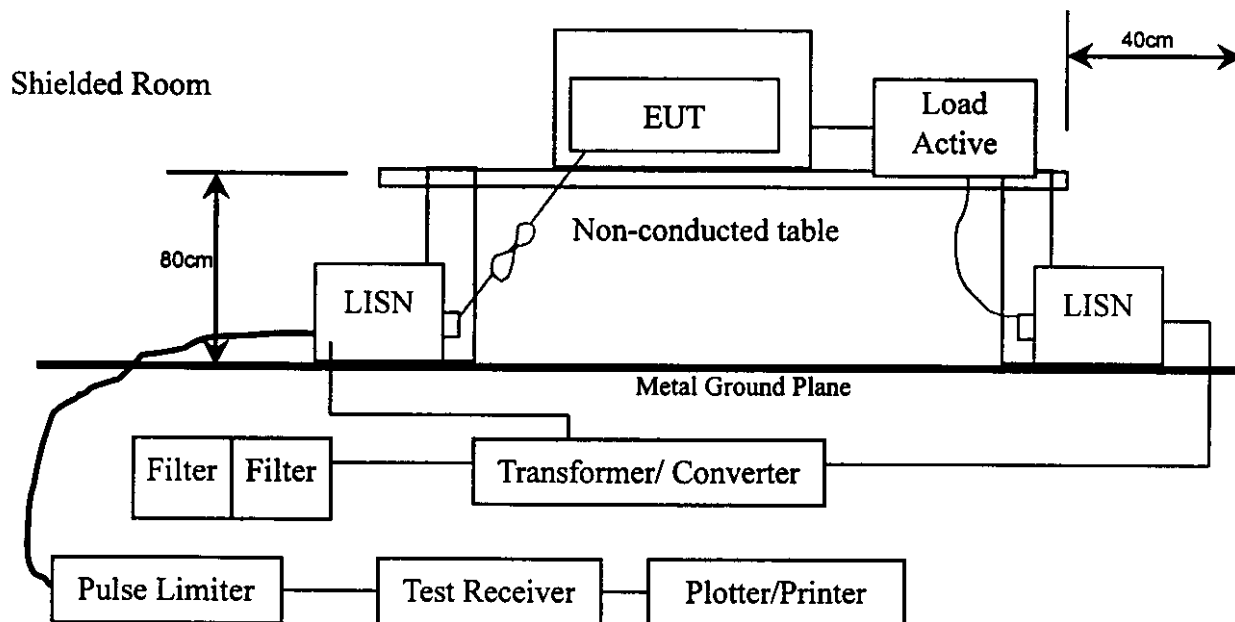 40cm
Shielded Room
EUT
Load
Active
Non-conducted table
80cm
LISN
LISN
Metal Ground Plane
Filter
Filter
Transformer/ Converter
Pulse Limiter
Test Receiver
Plotter/Printer